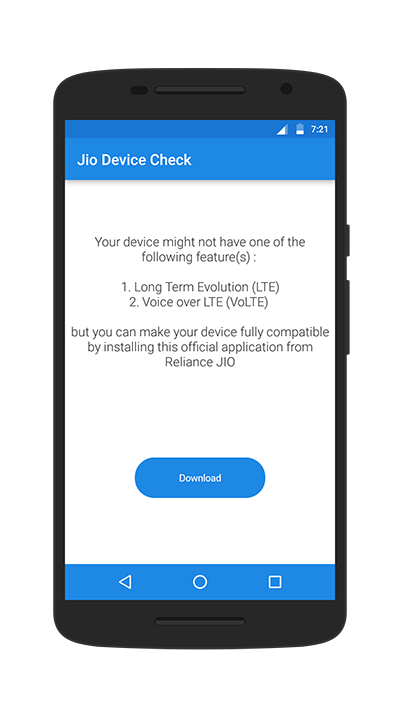 7:21
Jio Device Check
Your device might not have one of the
following feature(s) :
1. Long Term Evolution (LTE)
2. Voice over LTE (VoLTE)
but you can make your device fully compatible
by installing this official application from
Reliance JIO
Download